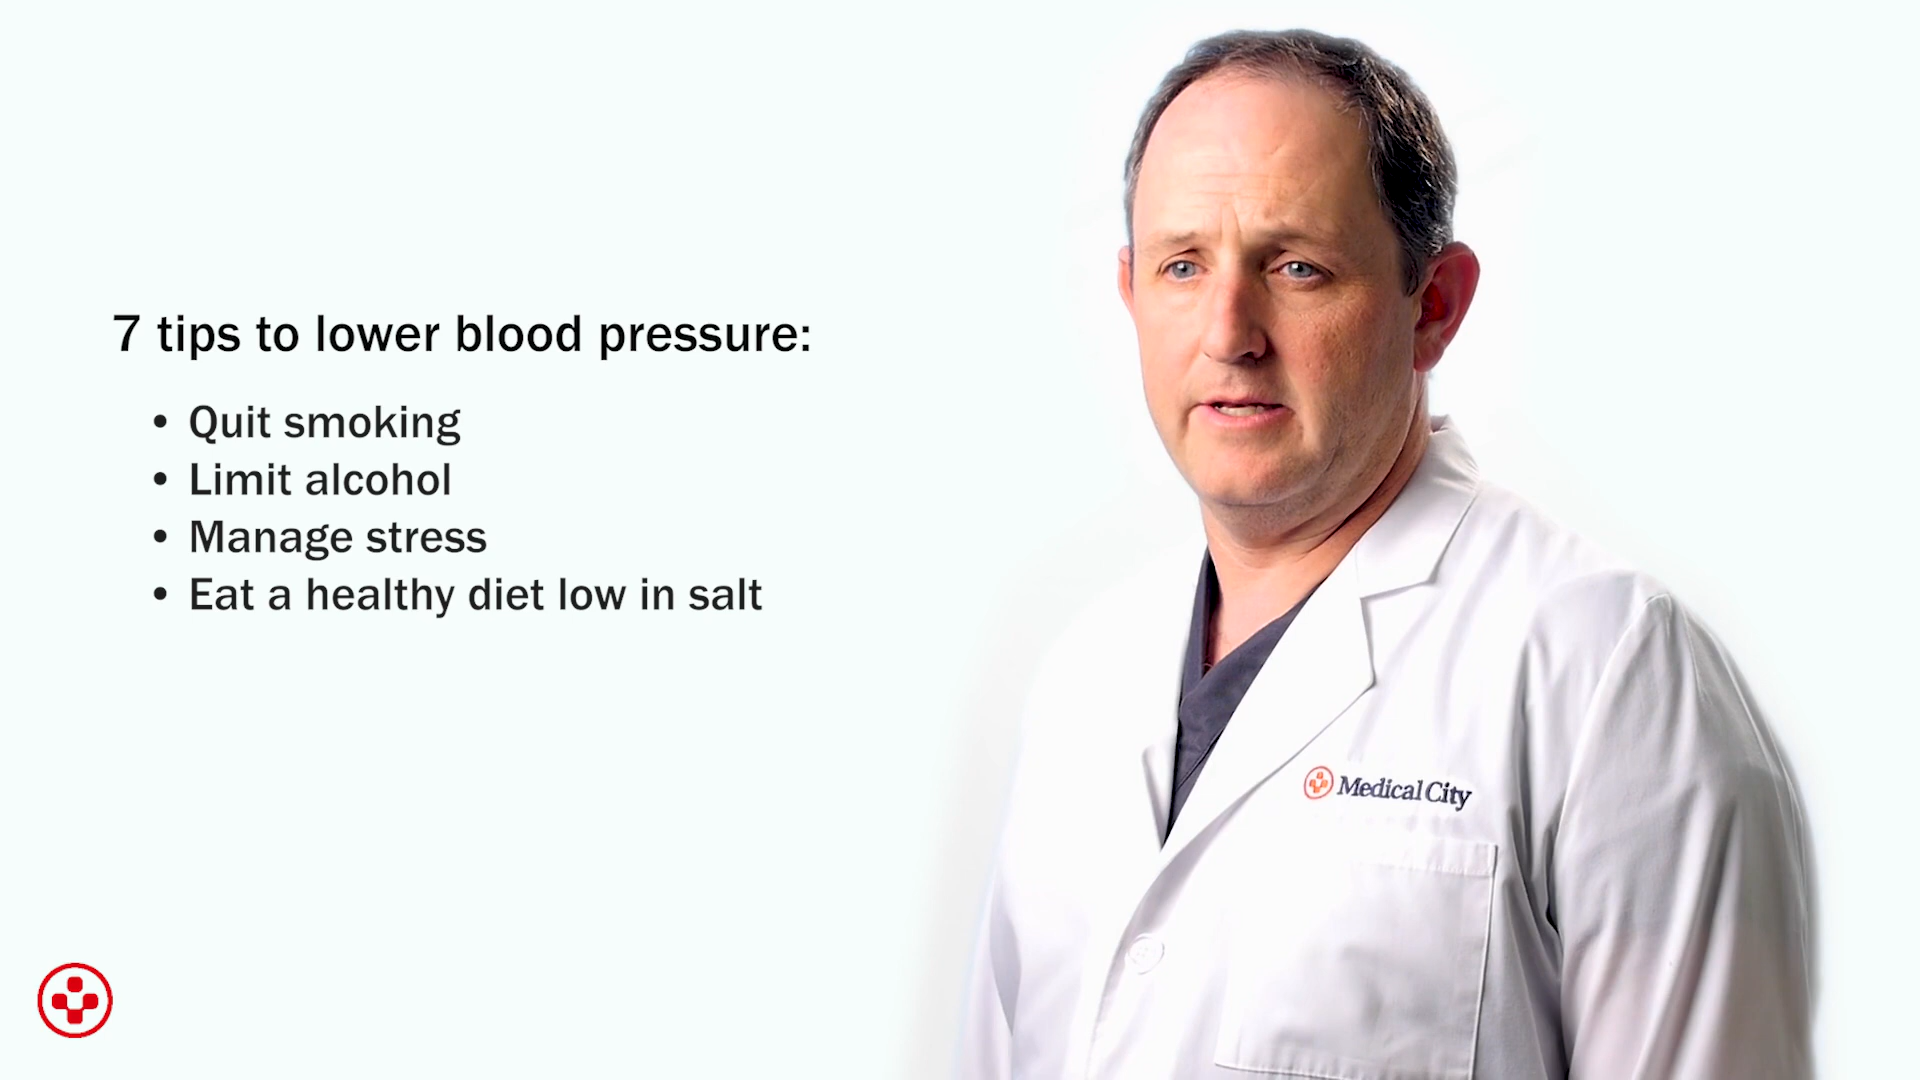 7 tips to lower blood pressure:
• Quit smoking
• Limit alcohol
• Manage stress
• Eat a healthy diet low in salt
Medical City